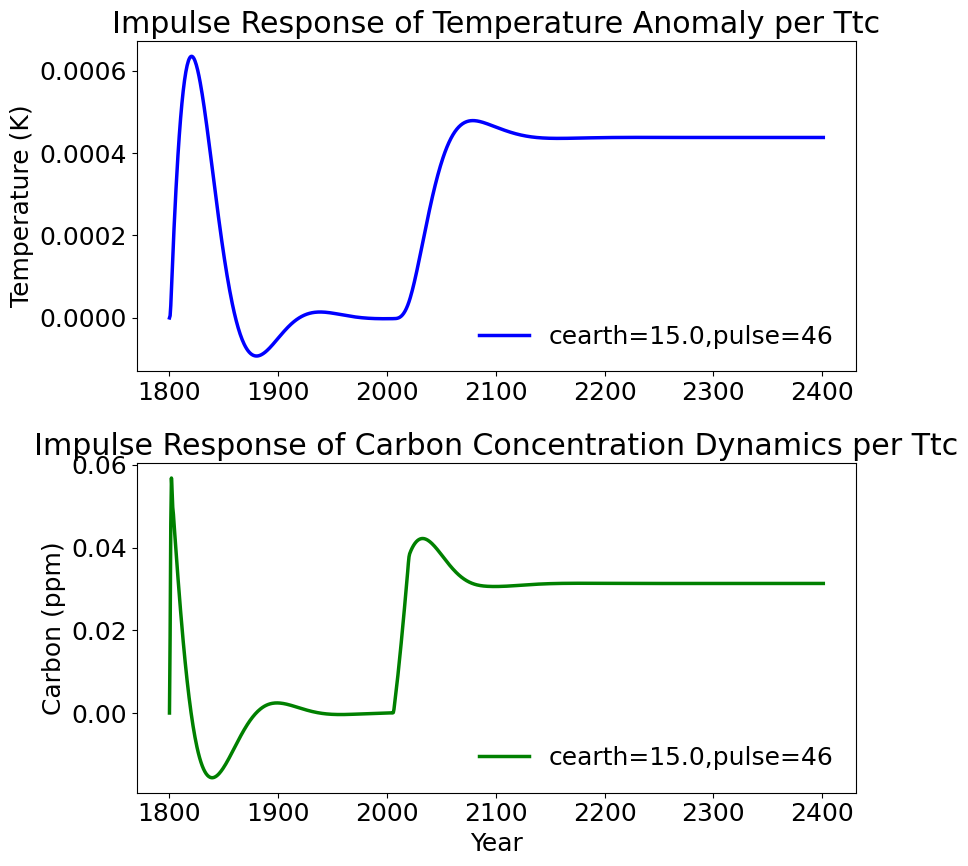 Impulse Response of Temperature Anomaly per Ttc
Temperature (K)
0.0006
0.0004
0.0002
0.0000
cearth=15.0,pulse=46
1800 1900 2000 2100 2200 2300 2400
Impulse Response of Carbon Concentration Dynamics per Ttc
Carbon (ppm)
0.06
0.04
0.02
0.00
cearth=15.0,pulse=46
1800 1900 2000 2100 2200 2300 2400
Year